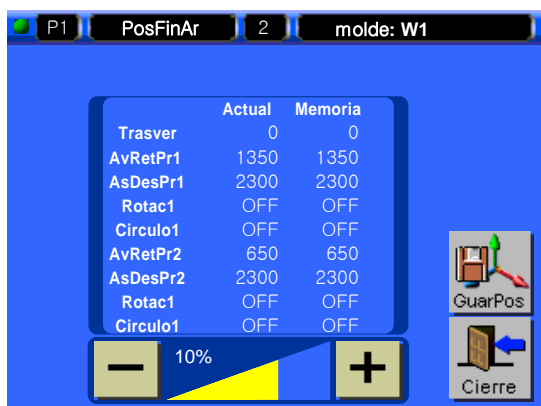 P1 PosFinAr 2 molde: W1
Actual Memoria
Trasver 0 0
AvRetPr1 1350 1350
AsDesPr1 2300 2300
Rotac1 OFF OFF
Circulo1 OFF OFF
AvRetPr2 650 650
AsDesPr2 2300 2300
Rotac1 OFF OFF
Circulo1 OFF OFF
GuarPos
− 10% +
Cierre